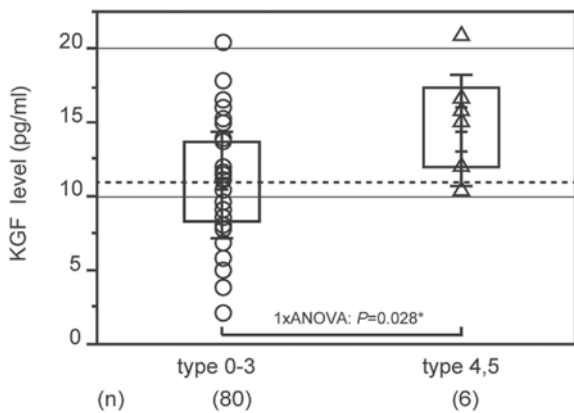 KGF level (pg/ml)
20
15
10
5
0
1xANOVA: P=0.028*
type 0-3 type 4,5
(n) (80) (6)